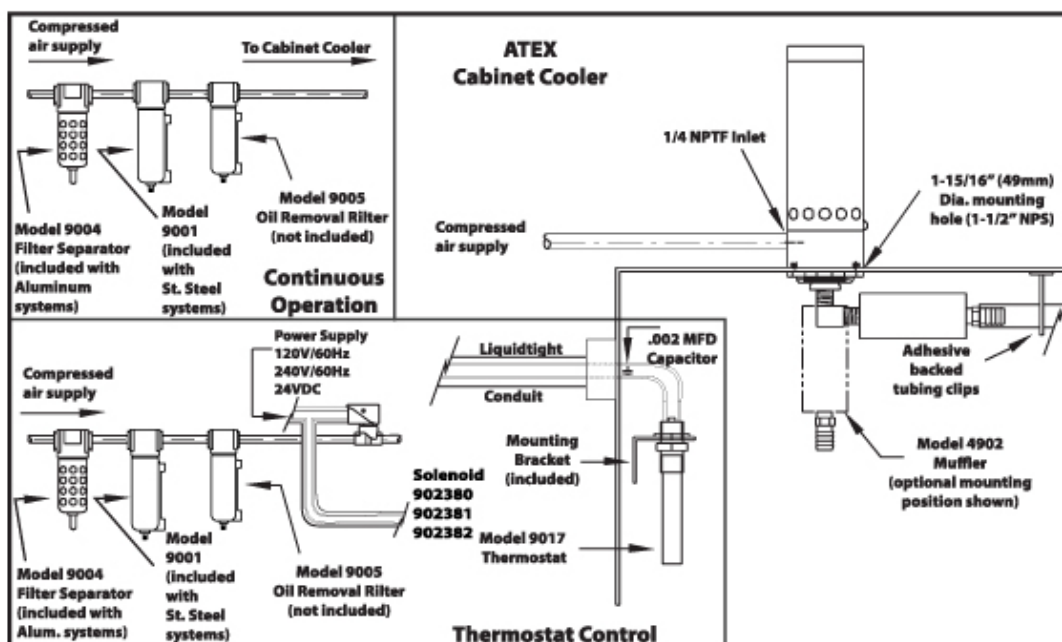 Compressed
air supply
To Cabinet Cooler
Model 9004
Filter Separator
(included with
Aluminum
systems)
Model
9001
(included
with
St. Steel
systems)
Model 9005
Oil Removal Rilter
(not included)
Continuous
Operation
ATEX
Cabinet Cooler
1/4 NPTF Inlet
1-15/16" (49mm)
Dia. mounting
hole (1-1/2" NPS)
Compressed
air supply
Adhesive
backed
tubing clips
Model 4902
Muffler
(optional mounting
position shown)
Power Supply
120V/60Hz
240V/60Hz
24VDC
Compressed
air supply
Liquidtight
Conduit
.002 MFD
Capacitor
Mounting
Bracket
(included)
Solenoid
902380
902381
902382
Model 9017
Thermostat
Model 9004
Filter Separator
(included with
Alum. systems)
Model
9001
(included
with
St. Steel
systems)
Model 9005
Oil Removal Rilter
(not included)
Thermostat Control